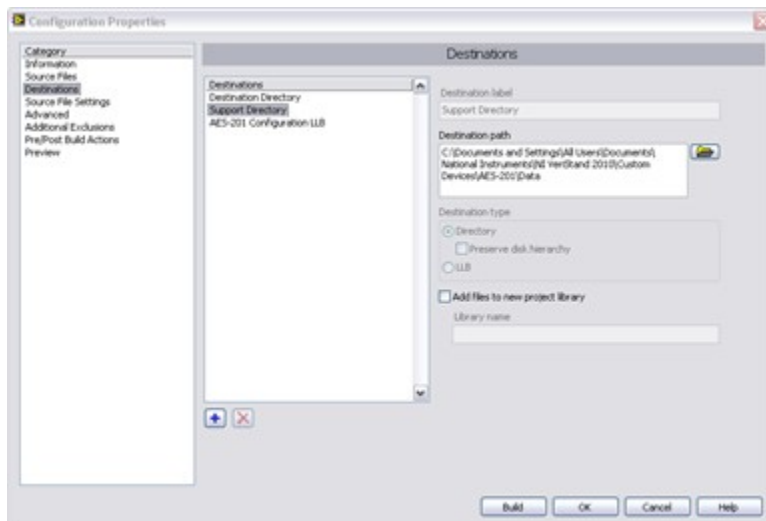 Configuration Properties
Category
Information
Source Files
Destinations
Source File Settings
Advanced
Additional Exclusions
Pre/Post Build Actions
Preview
Destinations
Destinations
Destination Directory
Support Directory
AES-201 Configuration LLB
Destination label
Support Directory
Destination path
C:\Documents and Settings\All Users\Documents\
National Instruments\NI VeriStand 2010\Custom
Devices\AES-201\Data
Destination type
Directory
Preserve disk hierarchy
LLB
Add files to new project library
Library name
Build
OK
Cancel
Help